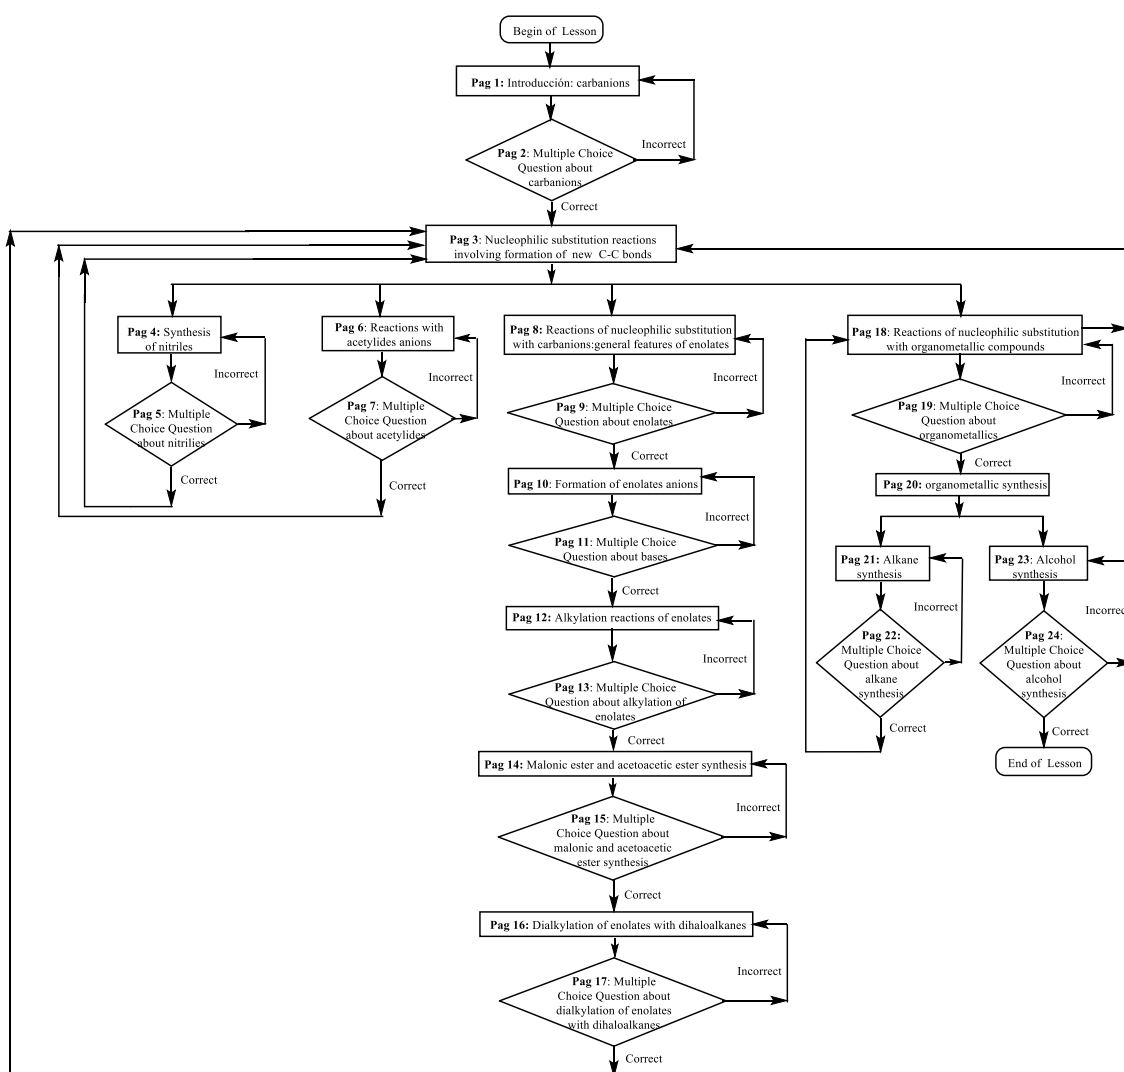 Begin of Lesson
Pag 1: Introducción: carbanions
Incorrect
Pag 2: Multiple Choice
Question about
carbanions
Correct
Pag 3: Nucleophilic substitution reactions
involving formation of new C-C bonds
Pag 4: Synthesis
of nitriles
Incorrect
Pag 5: Multiple
Choice Question
about nitrilies
Correct
Pag 6: Reactions with
acetylides anions
Incorrect
Pag 7: Multiple
Choice Question
about acetylides
Correct
Pag 8: Reactions of nucleophilic substitution
with carbanions:general features of enolates
Incorrect
Pag 9: Multiple Choice
Question about enolates
Correct
Pag 10: Formation of enolates anions
Incorrect
Pag 11: Multiple Choice
Question about bases
Correct
Pag 12: Alkylation reactions of enolates
Incorrect
Pag 13: Multiple Choice
Question about alkylation of
enolates
Correct
Pag 14: Malonic ester and acetoacetic ester synthesis
Incorrect
Pag 15: Multiple
Choice Question about
malonic and acetoacetic
ester synthesis
Correct
Pag 16: Dialkylation of enolates with dihaloalkanes
Incorrect
Pag 17: Multiple
Choice Question about
dialkylation of enolates
with dihaloalkanes
Correct
Pag 18: Reactions of nucleophilic substitution
with organometallic compounds
Incorrect
Pag 19: Multiple Choice
Question about
organometallics
Correct
Pag 20: organometallic synthesis
Pag 21: Alkane
synthesis
Incorrect
Pag 22:
Multiple Choice
Question about
alkane
synthesis
Correct
Pag 23: Alcohol
synthesis
Incorrect
Pag 24:
Multiple Choice
Question about
alcohol
synthesis
Correct
End of Lesson